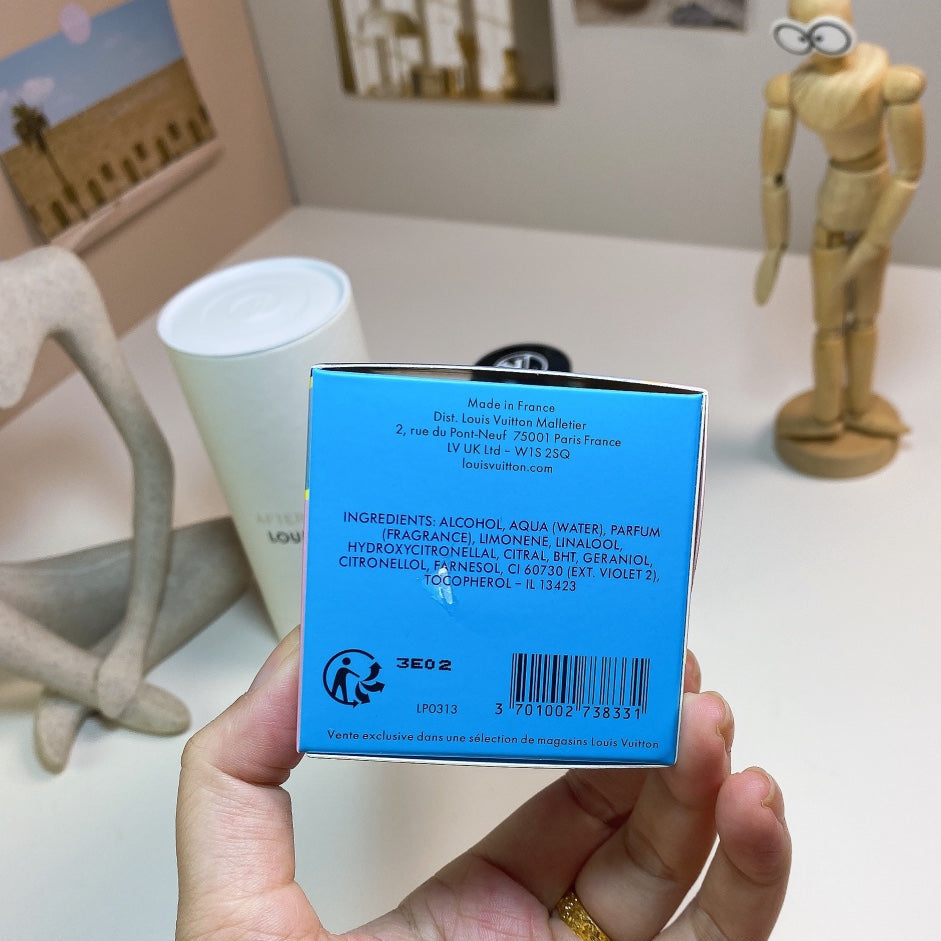 Made in France
Dist. Louis Vuitton Malletier
2, rue du Pont-Neuf 75001 Paris France
LV UK Ltd – W1S 2SQ
louisvuitton.com
INGREDIENTS: ALCOHOL, AQUA (WATER), PARFUM
(FRAGRANCE), LIMONENE, LINALOOL,
HYDROXYCITRONELLAL, CITRAL, BHT, GERANIOL,
CITRONELLOL, FARNESOL, CI 60730 (EXT. VIOLET 2),
TOCOPHEROL – IL 13423
3E02
LP0313
3 701002 738331
Vente exclusive dans une sélection de magasins Louis Vuitton
AFTER
LOUI